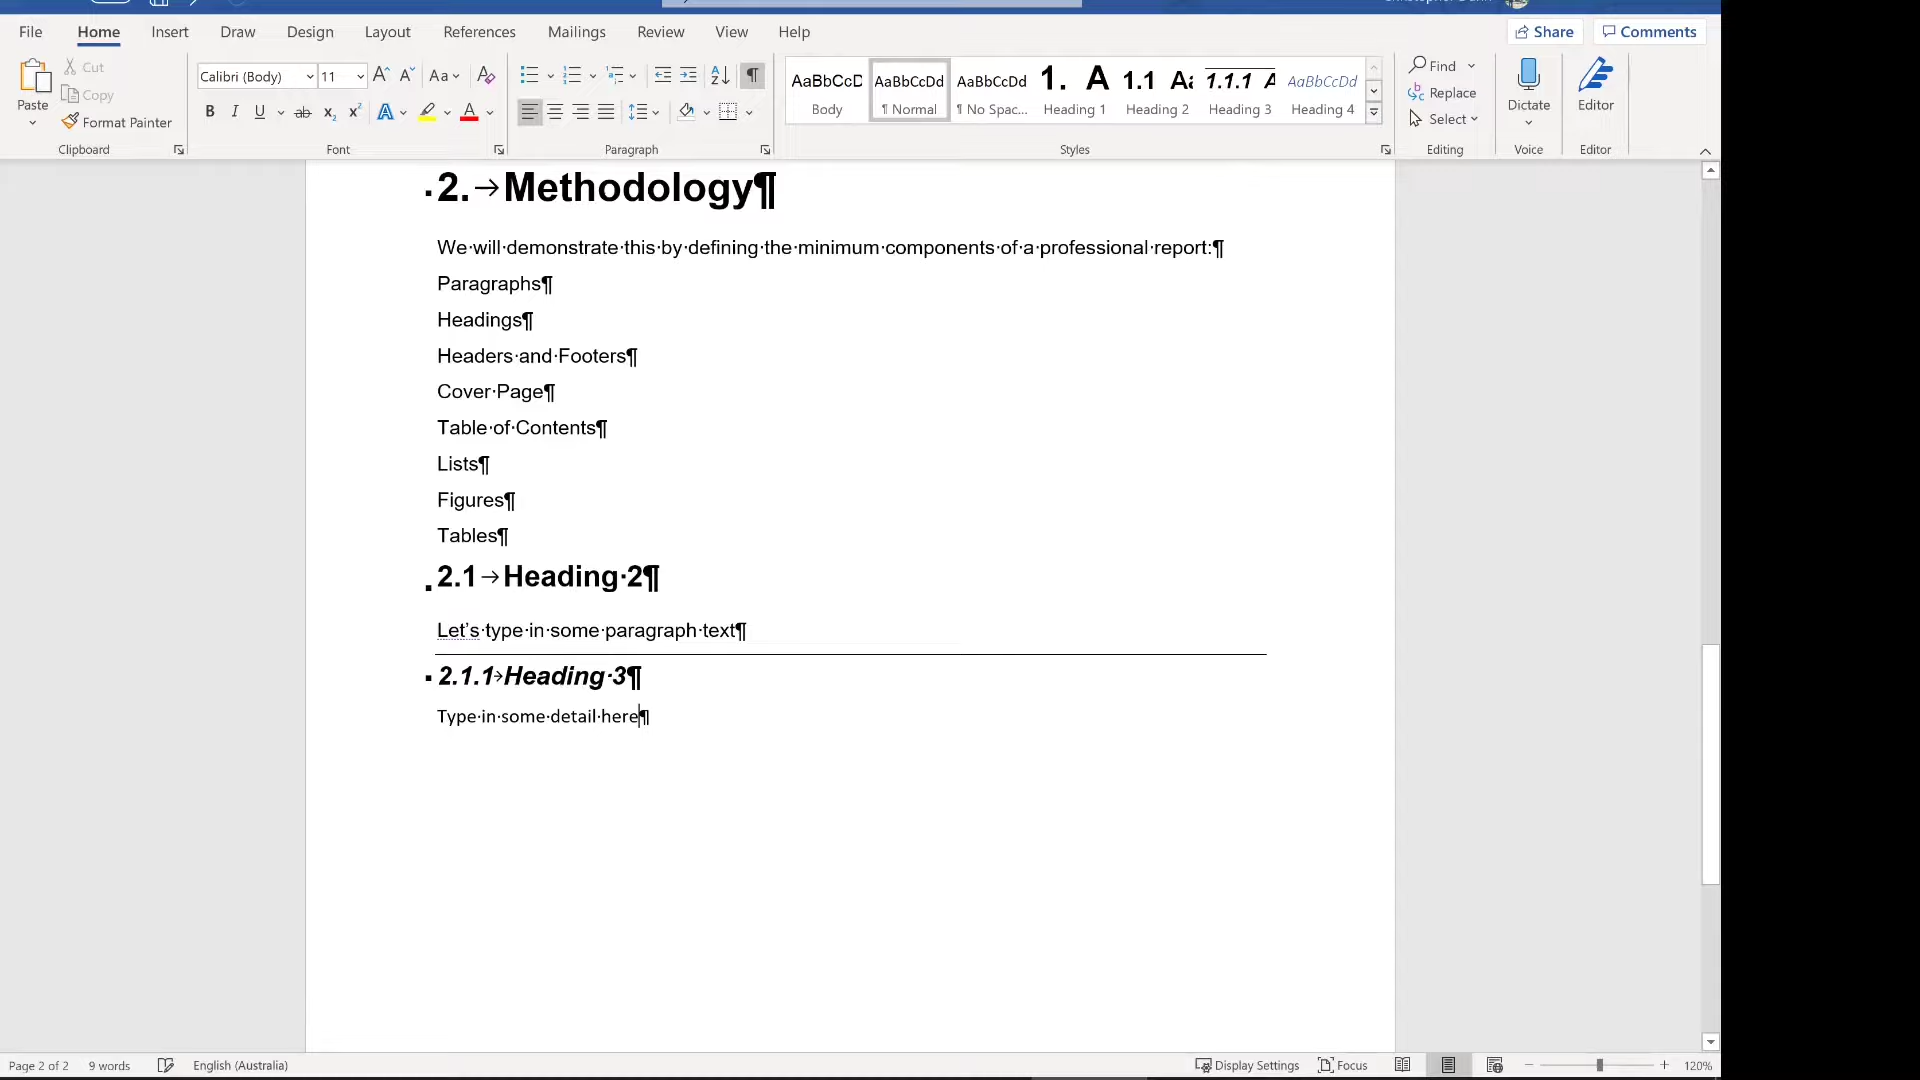 File Home Insert Draw Design Layout References Mailings Review View Help Share Comments
Paste Cut Copy Format Painter
Calibri (Body) 11
AaBbCcD AaBbCcDd AaBbCcDd 1. A 1.1 Aa 1.1.1 A AaBbCcDd
Body ¶ Normal ¶ No Spac... Heading 1 Heading 2 Heading 3 Heading 4
Find Replace Select
Dictate Editor
Clipboard Font Paragraph Styles Editing Voice Editor
2.→Methodology¶
We·will·demonstrate·this·by·defining·the·minimum·components·of·a·professional·report:¶
Paragraphs¶
Headings¶
Headers·and·Footers¶
Cover·Page¶
Table·of·Contents¶
Lists¶
Figures¶
Tables¶
2.1→Heading·2¶
Let's·type·in·some·paragraph·text¶
2.1.1→Heading·3¶
Type·in·some·detail·here¶
Page 2 of 2 9 words English (Australia) Display Settings Focus 120%